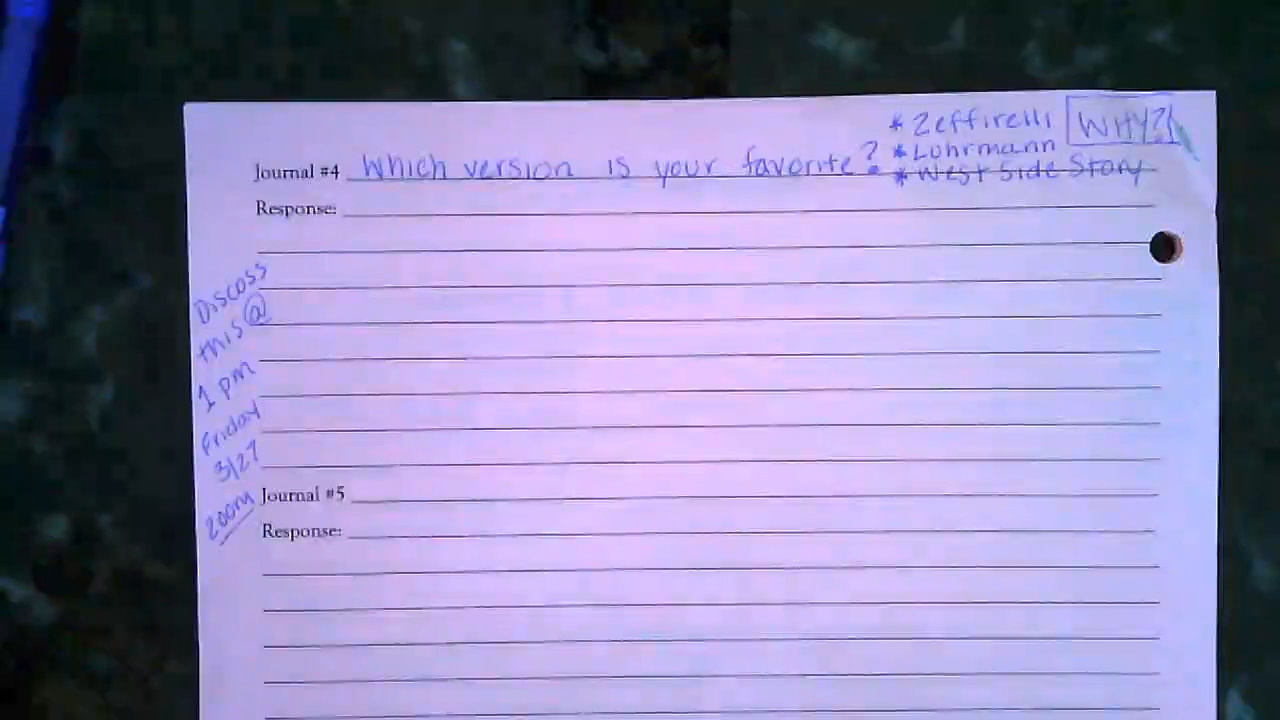 * Zeffirelli WHY?!
* Luhrmann
Journal #4 Which version is your favorite? * West Side Story
Response:
Discuss
this @
1 pm
Friday
3/27
zoom
Journal #5
Response: